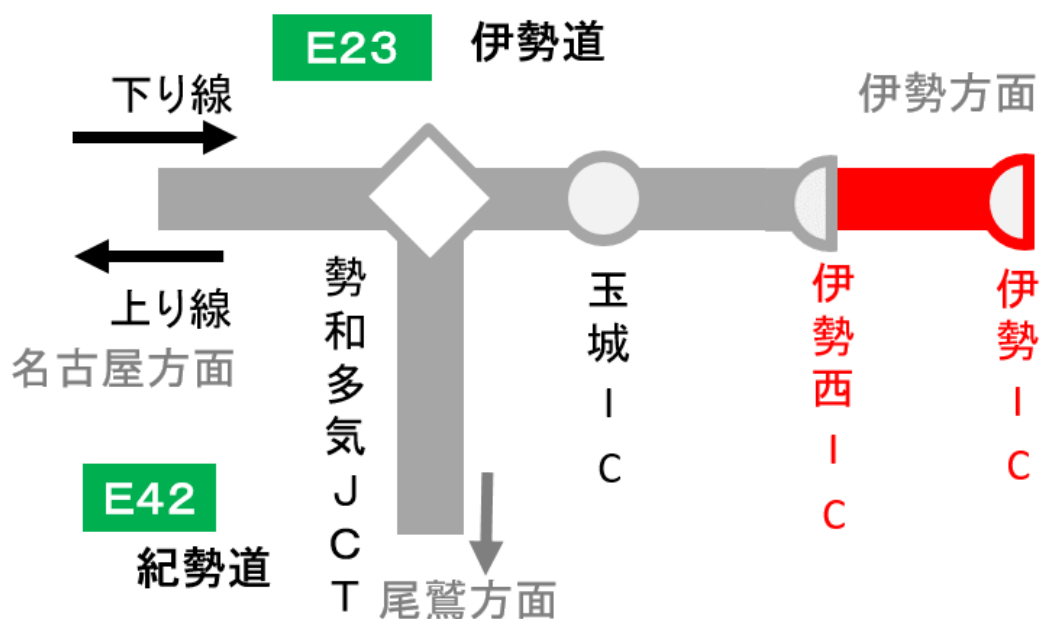 E23
伊勢道
下り線
伊勢方面
上り線
名古屋方面
勢和多気JCT
玉城IC
伊勢西IC
伊勢IC
E42
紀勢道
尾鷲方面